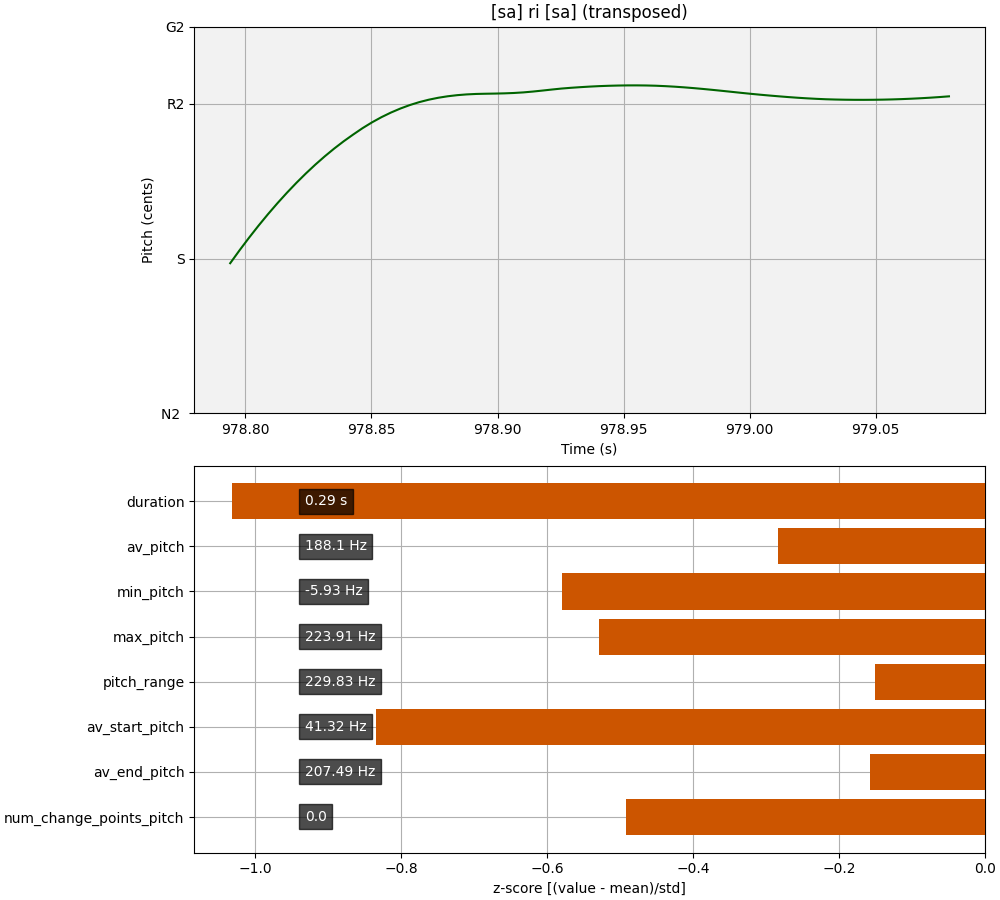 [sa] ri [sa] (transposed)
G2
R2
S
N2
Pitch (cents)
978.80 978.85 978.90 978.95 979.00 979.05
Time (s)
duration 0.29 s
av_pitch 188.1 Hz
min_pitch -5.93 Hz
max_pitch 223.91 Hz
pitch_range 229.83 Hz
av_start_pitch 41.32 Hz
av_end_pitch 207.49 Hz
num_change_points_pitch 0.0
−1.0 −0.8 −0.6 −0.4 −0.2 0.0
z-score [(value - mean)/std]